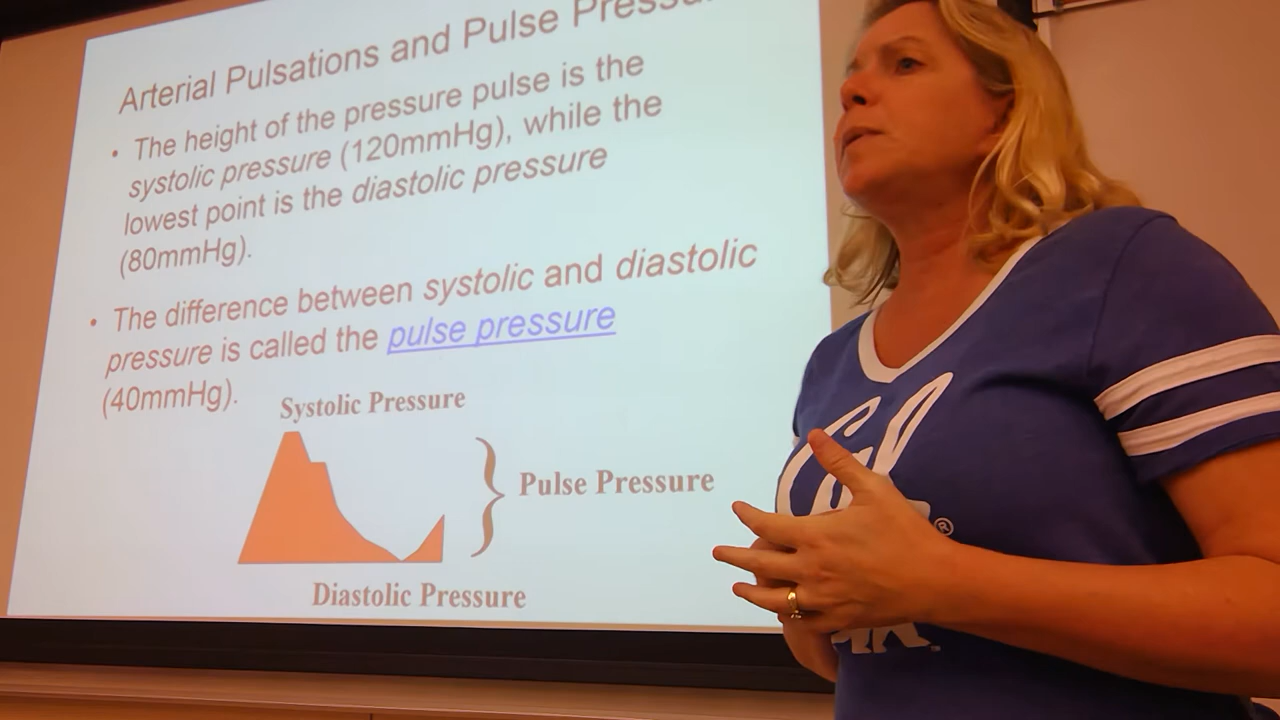 Arterial Pulsations and Pulse Pressu
• The height of the pressure pulse is the
systolic pressure (120mmHg), while the
lowest point is the diastolic pressure
(80mmHg).
• The difference between systolic and diastolic
pressure is called the pulse pressure
(40mmHg).
Systolic Pressure
Pulse Pressure
Diastolic Pressure
Cal
®